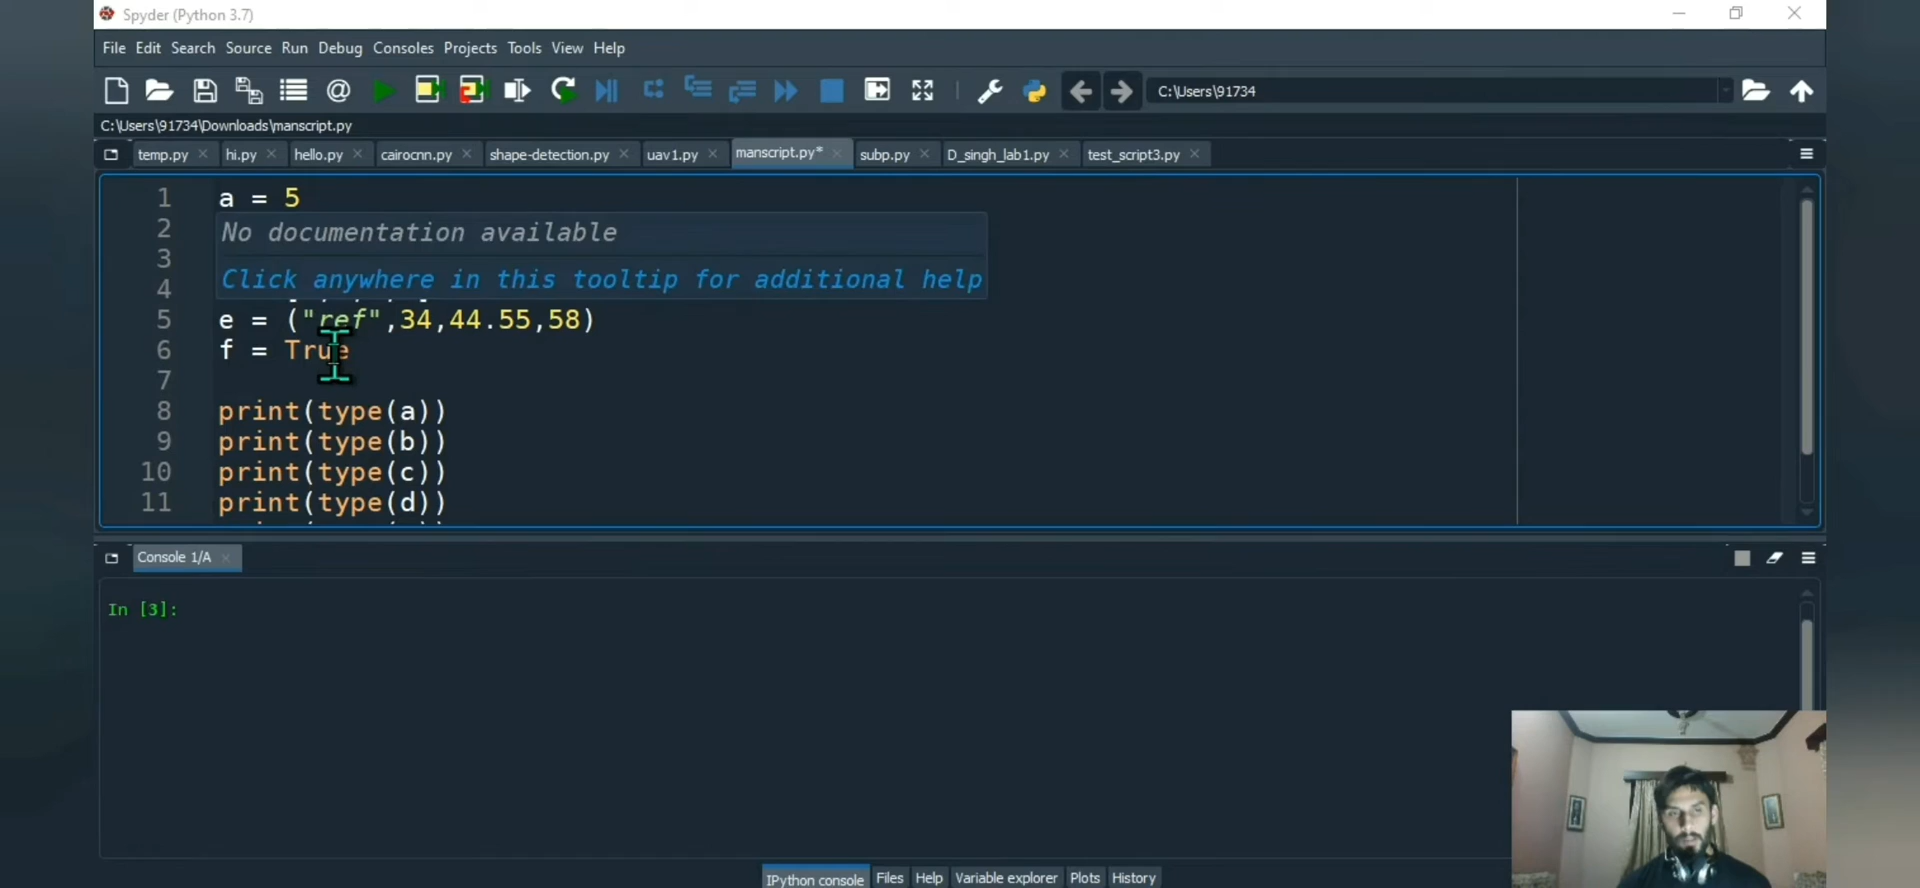 Spyder (Python 3.7)
File Edit Search Source Run Debug Consoles Projects Tools View Help
C:\Users\91734
C:\Users\91734\Downloads\manscript.py
temp.py hi.py hello.py cairocnn.py shape-detection.py uav1.py manscript.py* subp.py D_singh_lab1.py test_script3.py
1 a = 5
2
No documentation available
3
Click anywhere in this tooltip for additional help
4
5 e = ("ref",34,44.55,58)
6 f = True
7
8 print(type(a))
9 print(type(b))
10 print(type(c))
11 print(type(d))
Console 1/A
In [3]:
IPython console Files Help Variable explorer Plots History